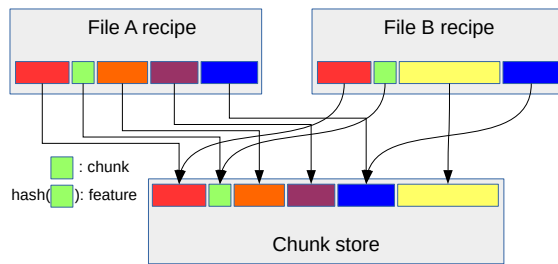 File A recipe
File B recipe
: chunk
hash( ): feature
Chunk store